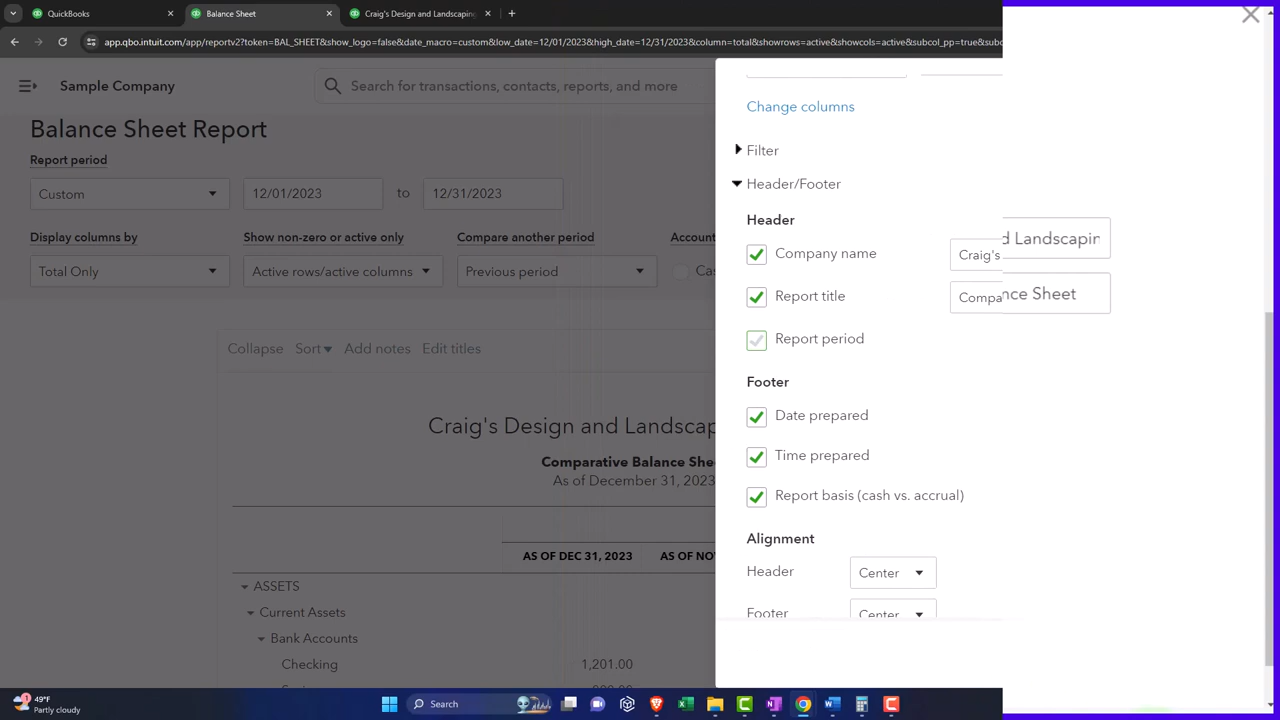 QuickBooks
Balance Sheet
Craig's Design and Landscaping
app.qbo.intuit.com/app/reportv2?token=BAL_SHEET&show_logo=false&date_macro=custom&low_date=12/01/2023&high_date=12/31/2023&column=total&showrows=active&showcols=active&subcol_pp=true&subc
Sample Company
Search for transactions, contacts, reports, and more
Balance Sheet Report
Report period
Custom
12/01/2023
to
12/31/2023
Display columns by
Show non-zero or active only
Compare another period
Account
Total Only
Active rows/active columns
Previous period
Cas
Collapse
Sort
Add notes
Edit titles
Craig's Design and Landscap
Comparative Balance Shee
As of December 31, 2023
AS OF DEC 31, 2023
AS OF NO
ASSETS
Current Assets
Bank Accounts
Checking
1,201.00
Change columns
Filter
Header/Footer
Header
Company name
Craig's
d Landscapin
Report title
Compa
nce Sheet
Report period
Footer
Date prepared
Time prepared
Report basis (cash vs. accrual)
Alignment
Header
Center
Footer
Center
49°F
Partly cloudy
Search